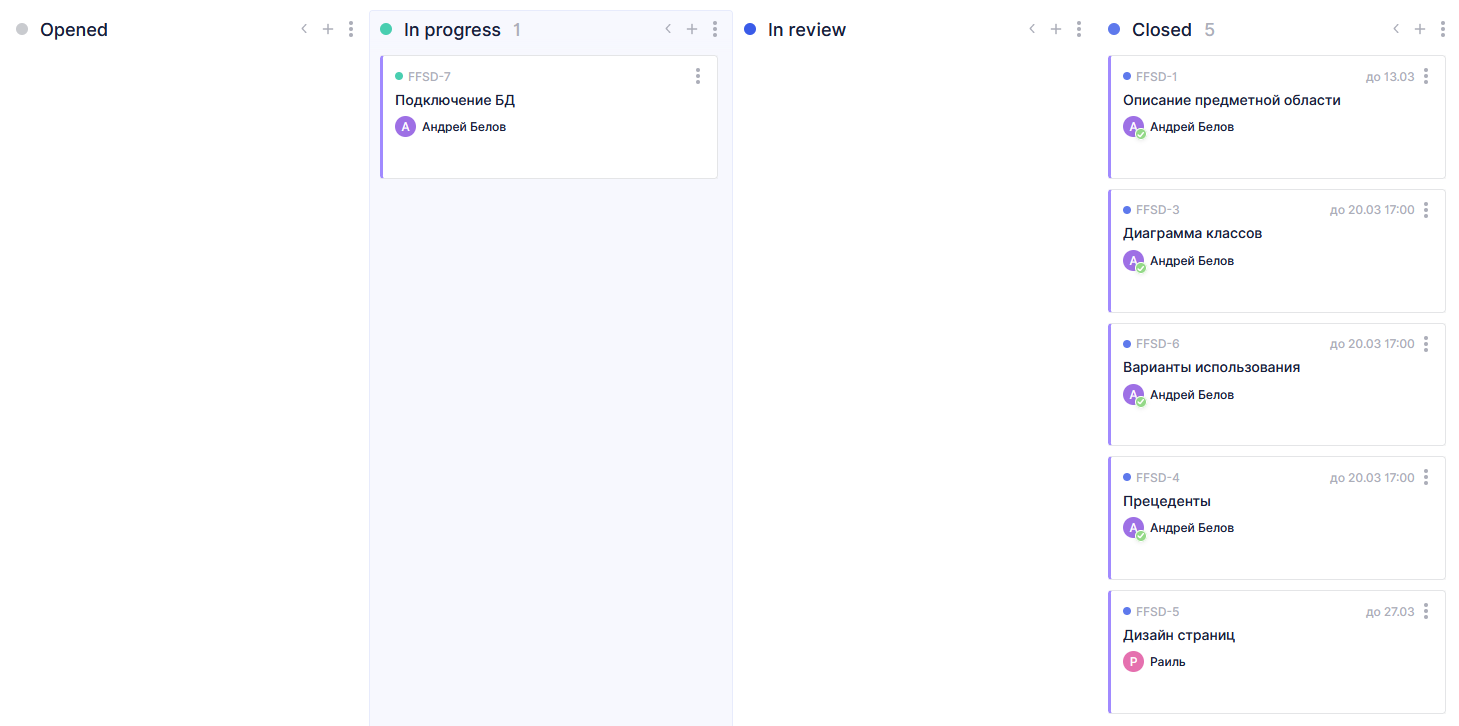 Opened
In progress 1
FFSD-7
Подключение БД
А Андрей Белов
In review
Closed 5
FFSD-1 до 13.03
Описание предметной области
А Андрей Белов
FFSD-3 до 20.03 17:00
Диаграмма классов
А Андрей Белов
FFSD-6 до 20.03 17:00
Варианты использования
А Андрей Белов
FFSD-4 до 20.03 17:00
Прецеденты
А Андрей Белов
FFSD-5 до 27.03
Дизайн страниц
Р Раиль